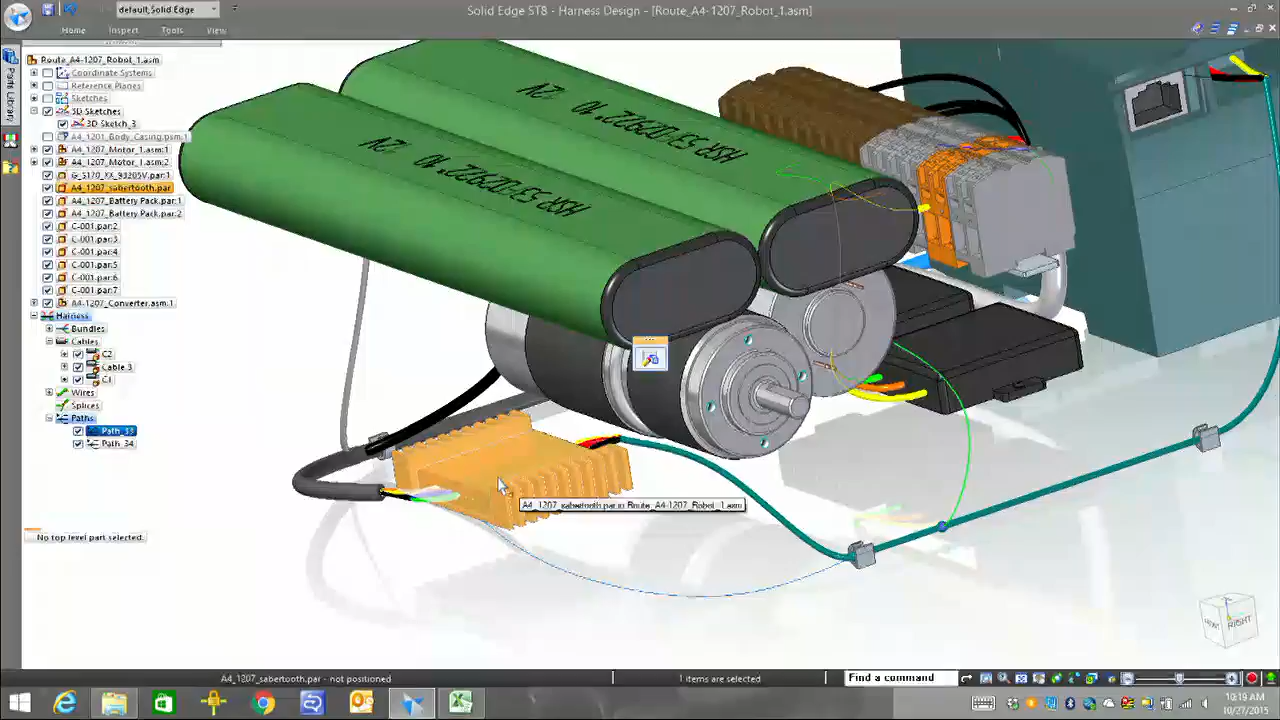 default,Solid Edge
Solid Edge ST8 - Harness Design - [Route_A4-1207_Robot_1.asm]
Home Inspect Tools View
Parts Library
Route_A4-1207_Robot_1.asm
Coordinate Systems
Reference Planes
Sketches
3D Sketches
3D Sketch_3
A4_1201_Body_Casing.psm:1
A4_1207_Motor_1.asm:1
A4_1207_Motor_1.asm:2
A4_1207_sabertooth.par
A4_1207_Battery Pack.par:1
A4_1207_Battery Pack.par:2
C-001.par:2
C-001.par:3
C-001.par:4
C-001.par:5
C-001.par:6
C-001.par:7
A4-1207_Converter.asm:1
Harness
Bundles
Cables
C2
Cable 3
C1
Wires
Splices
Paths
Path_33
Path_34
No top level part selected.
A4_1207_sabertooth.par in Route_A4-1207_Robot_1.asm
RIGHT
A4_1207_sabertooth.par - not positioned
1 items are selected
Find a command
10:19 AM
10/27/2015